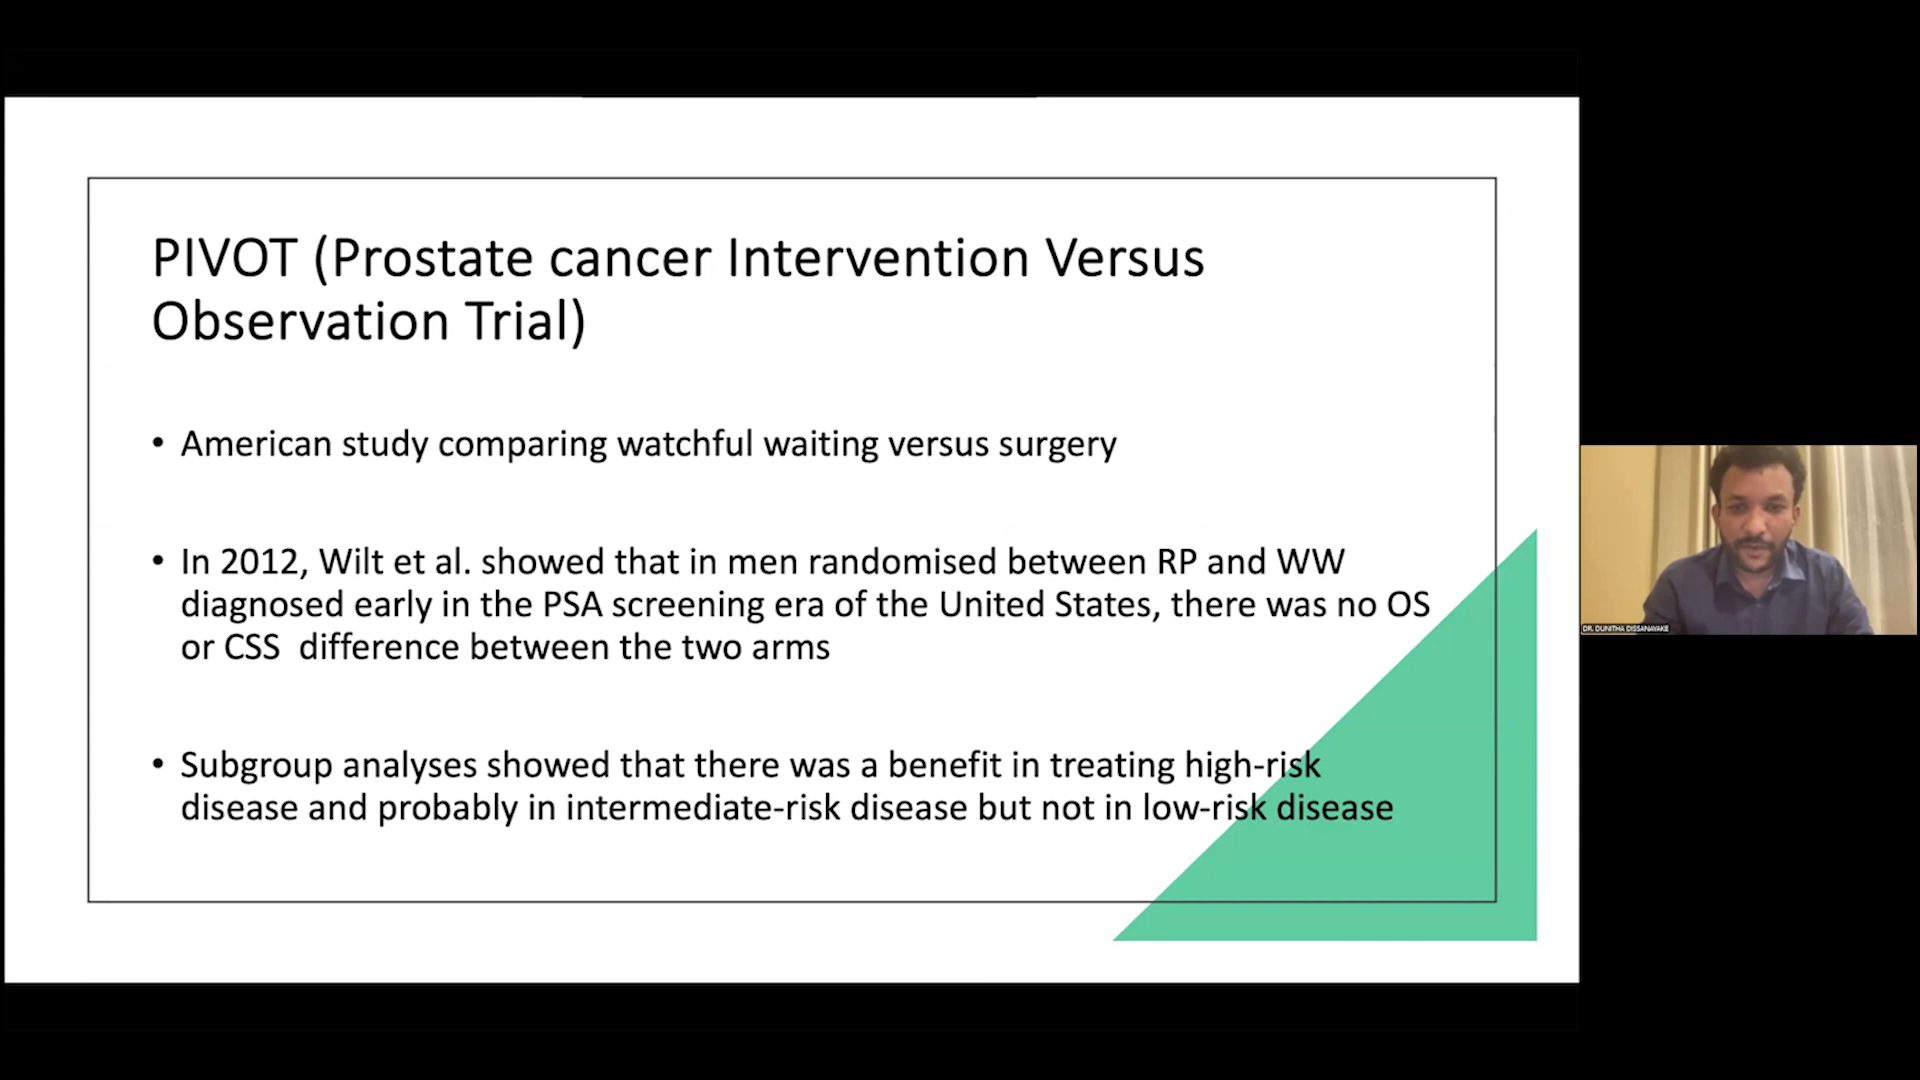 PIVOT (Prostate cancer Intervention Versus
Observation Trial)
• American study comparing watchful waiting versus surgery
• In 2012, Wilt et al. showed that in men randomised between RP and WW
diagnosed early in the PSA screening era of the United States, there was no OS
or CSS  difference between the two arms
• Subgroup analyses showed that there was a benefit in treating high-risk
disease and probably in intermediate-risk disease but not in low-risk disease
DR. DUNITHA DISSANAYAKE